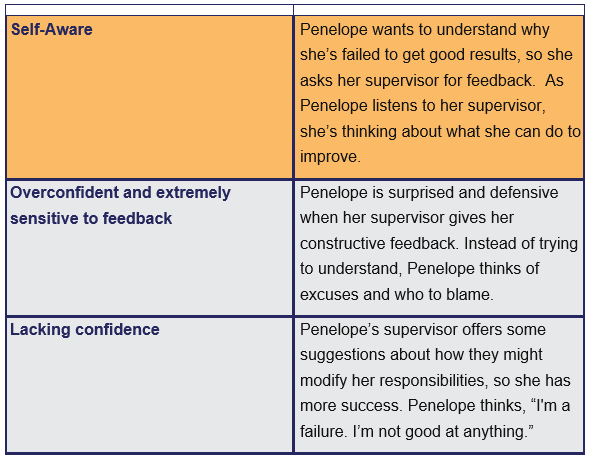 Self-Aware
Penelope wants to understand why
she’s failed to get good results, so she
asks her supervisor for feedback.  As
Penelope listens to her supervisor,
she’s thinking about what she can do to
improve.
Overconfident and extremely
sensitive to feedback
Penelope is surprised and defensive
when her supervisor gives her
constructive feedback. Instead of trying
to understand, Penelope thinks of
excuses and who to blame.
Lacking confidence
Penelope’s supervisor offers some
suggestions about how they might
modify her responsibilities, so she has
more success. Penelope thinks, “I'm a
failure. I’m not good at anything.”